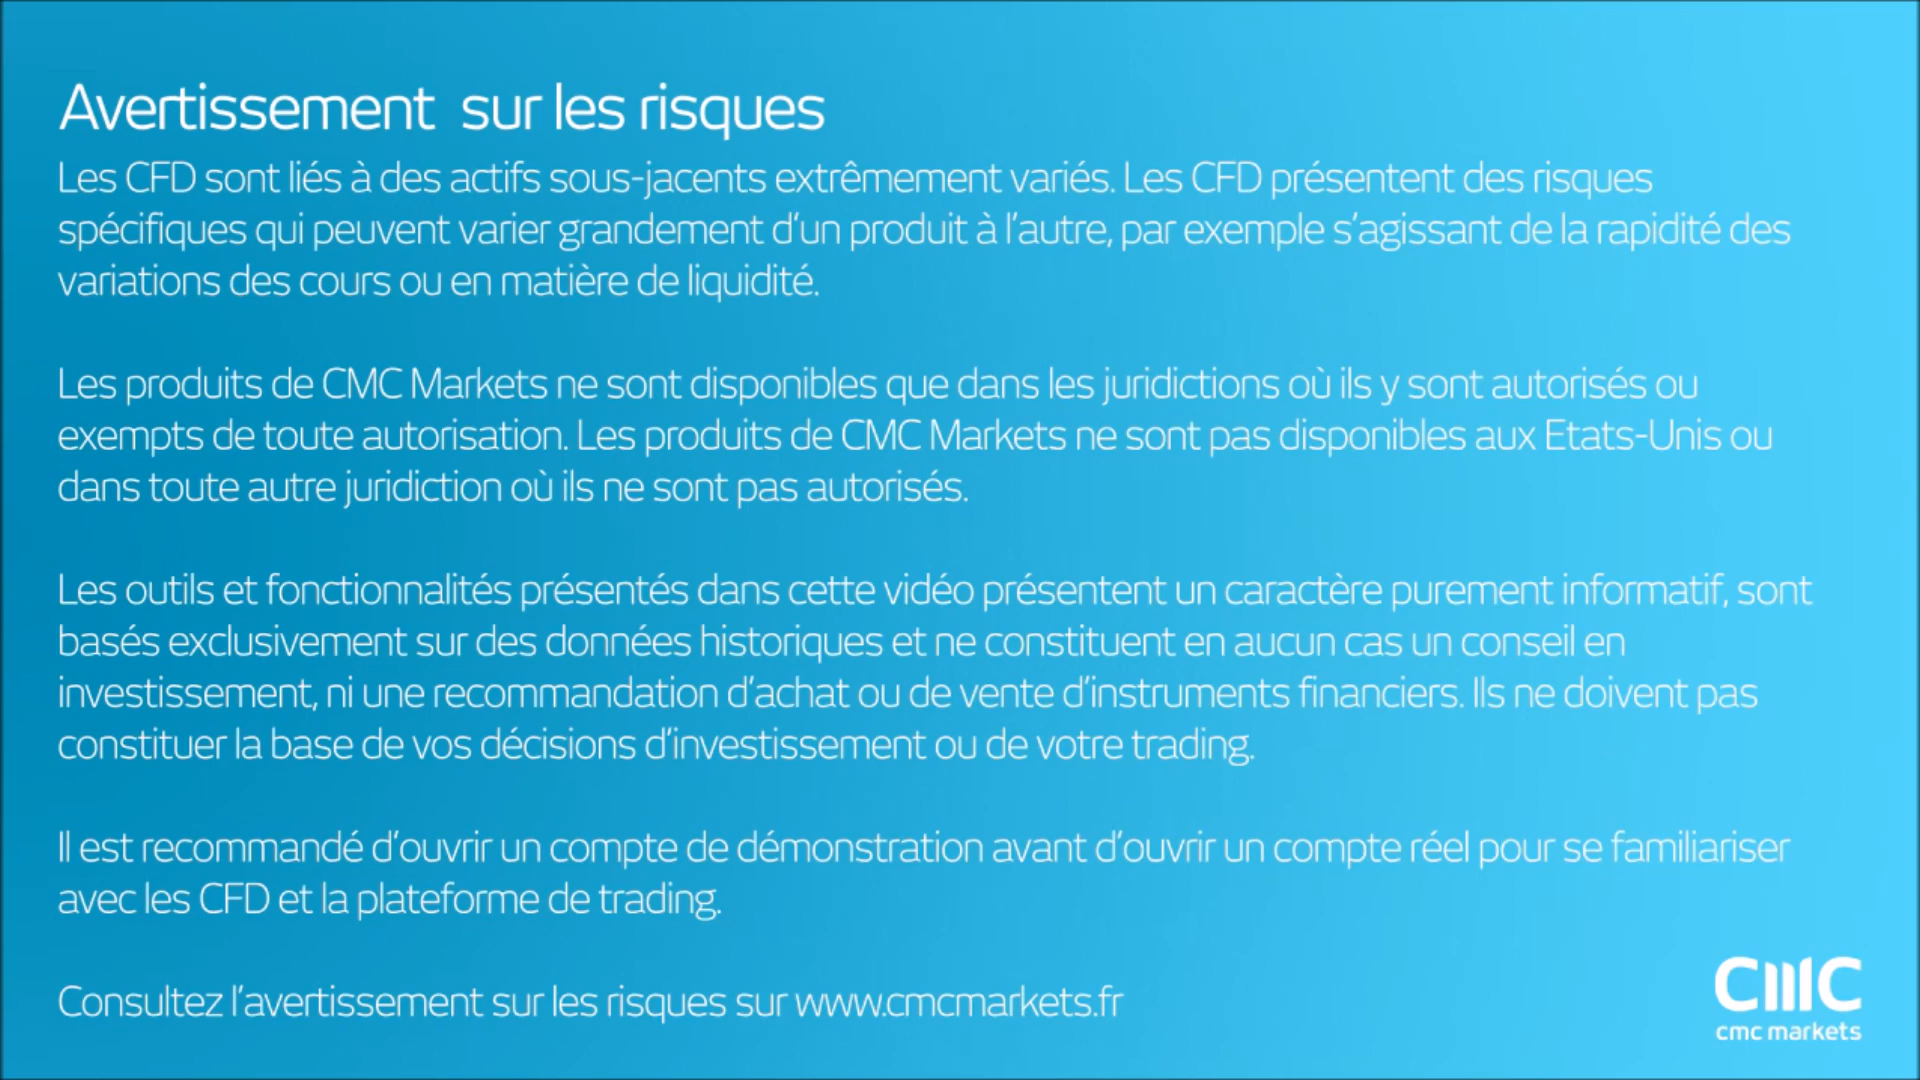 Avertissement sur les risques
Les CFD sont liés à des actifs sous-jacents extrêmement variés. Les CFD présentent des risques
spécifiques qui peuvent varier grandement d'un produit à l'autre, par exemple s'agissant de la rapidité des
variations des cours ou en matière de liquidité.
Les produits de CMC Markets ne sont disponibles que dans les juridictions où ils y sont autorisés ou
exempts de toute autorisation. Les produits de CMC Markets ne sont pas disponibles aux Etats-Unis ou
dans toute autre juridiction où ils ne sont pas autorisés.
Les outils et fonctionnalités présentés dans cette vidéo présentent un caractère purement informatif, sont
basés exclusivement sur des données historiques et ne constituent en aucun cas un conseil en
investissement, ni une recommandation d'achat ou de vente d'instruments financiers. Ils ne doivent pas
constituer la base de vos décisions d'investissement ou de votre trading.
Il est recommandé d'ouvrir un compte de démonstration avant d'ouvrir un compte réel pour se familiariser
avec les CFD et la plateforme de trading.
Consultez l'avertissement sur les risques sur www.cmcmarkets.fr
CMC
cmc markets